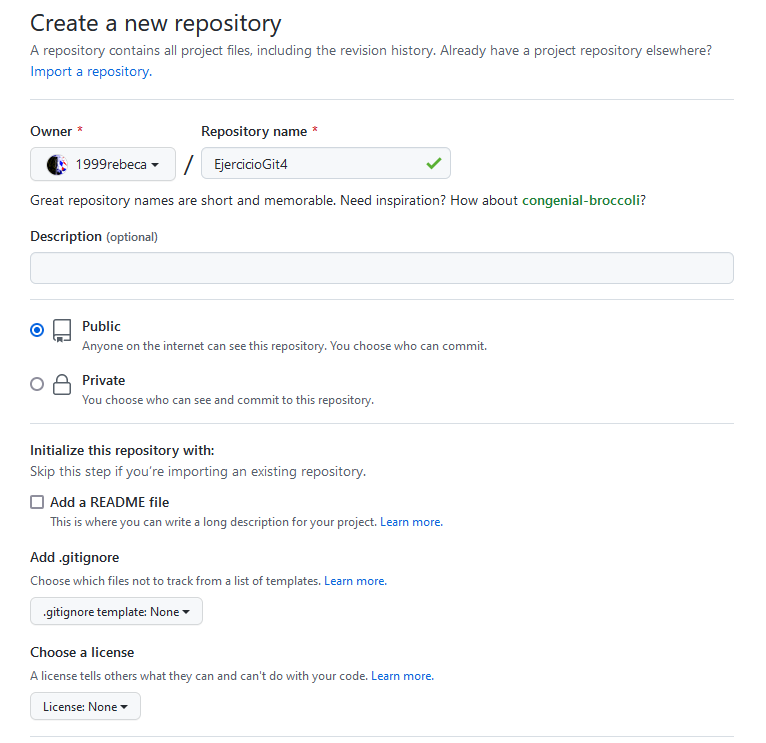 Create a new repository
A repository contains all project files, including the revision history. Already have a project repository elsewhere?
Import a repository.
Owner *
Repository name *
1999rebeca
/
EjercicioGit4
Great repository names are short and memorable. Need inspiration? How about congenial-broccoli?
Description (optional)
Public
Anyone on the internet can see this repository. You choose who can commit.
Private
You choose who can see and commit to this repository.
Initialize this repository with:
Skip this step if you're importing an existing repository.
Add a README file
This is where you can write a long description for your project. Learn more.
Add .gitignore
Choose which files not to track from a list of templates. Learn more.
.gitignore template: None
Choose a license
A license tells others what they can and can't do with your code. Learn more.
License: None